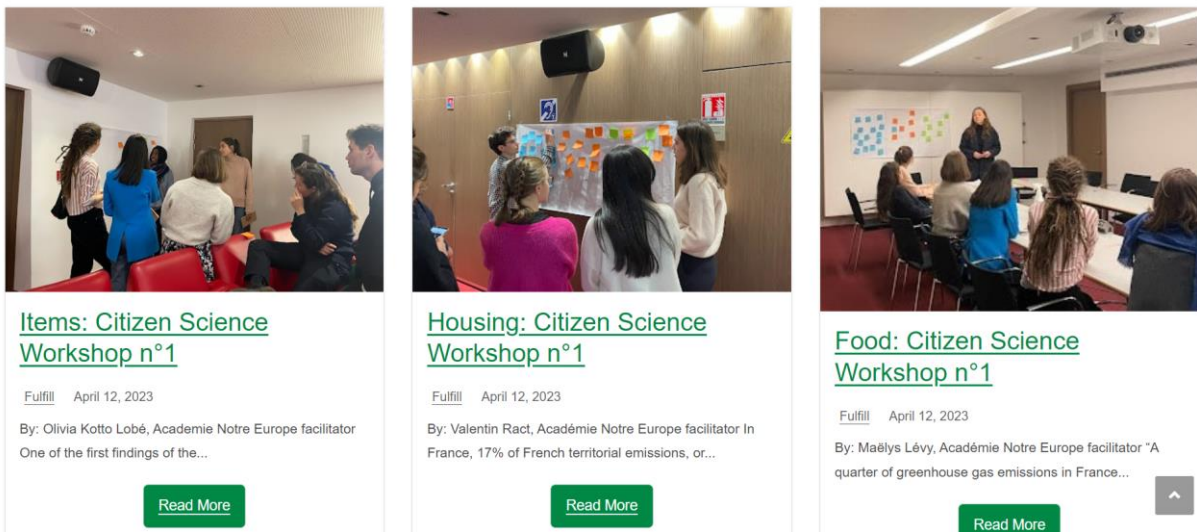 Items: Citizen Science
Workshop n°1
Fulfill April 12, 2023
By: Olivia Kotto Lobé, Academie Notre Europe facilitator
One of the first findings of the...
Read More
Housing: Citizen Science
Workshop n°1
Fulfill April 12, 2023
By: Valentin Ract, Académie Notre Europe facilitator In
France, 17% of French territorial emissions, or...
Read More
Food: Citizen Science
Workshop n°1
Fulfill April 12, 2023
By: Maëlys Lévy, Académie Notre Europe facilitator “A
quarter of greenhouse gas emissions in France...
Read More